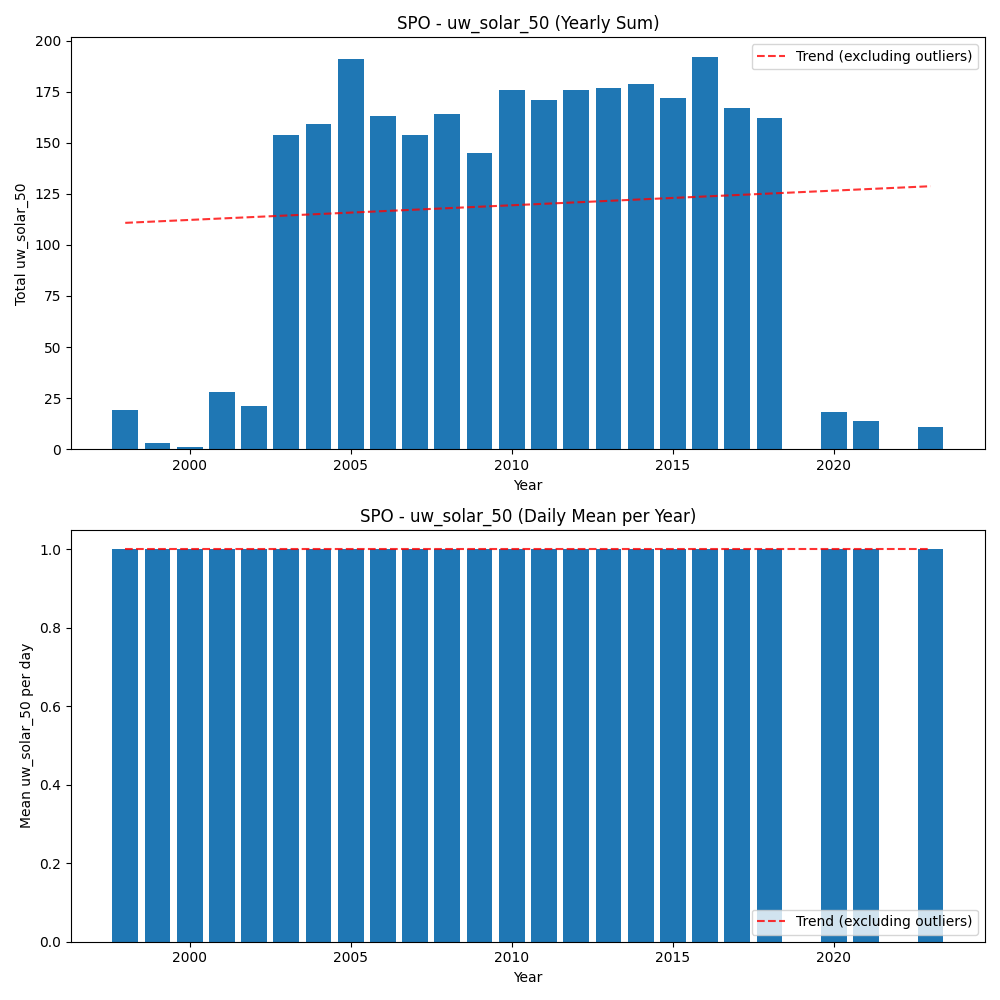 SPO - uw_solar_50 (Yearly Sum)
Trend (excluding outliers)
200
175
150
125
100
75
50
25
0
Total uw_solar_50
2000 2005 2010 2015 2020
Year
SPO - uw_solar_50 (Daily Mean per Year)
1.0
0.8
0.6
0.4
0.2
0.0
Mean uw_solar_50 per day
Trend (excluding outliers)
2000 2005 2010 2015 2020
Year